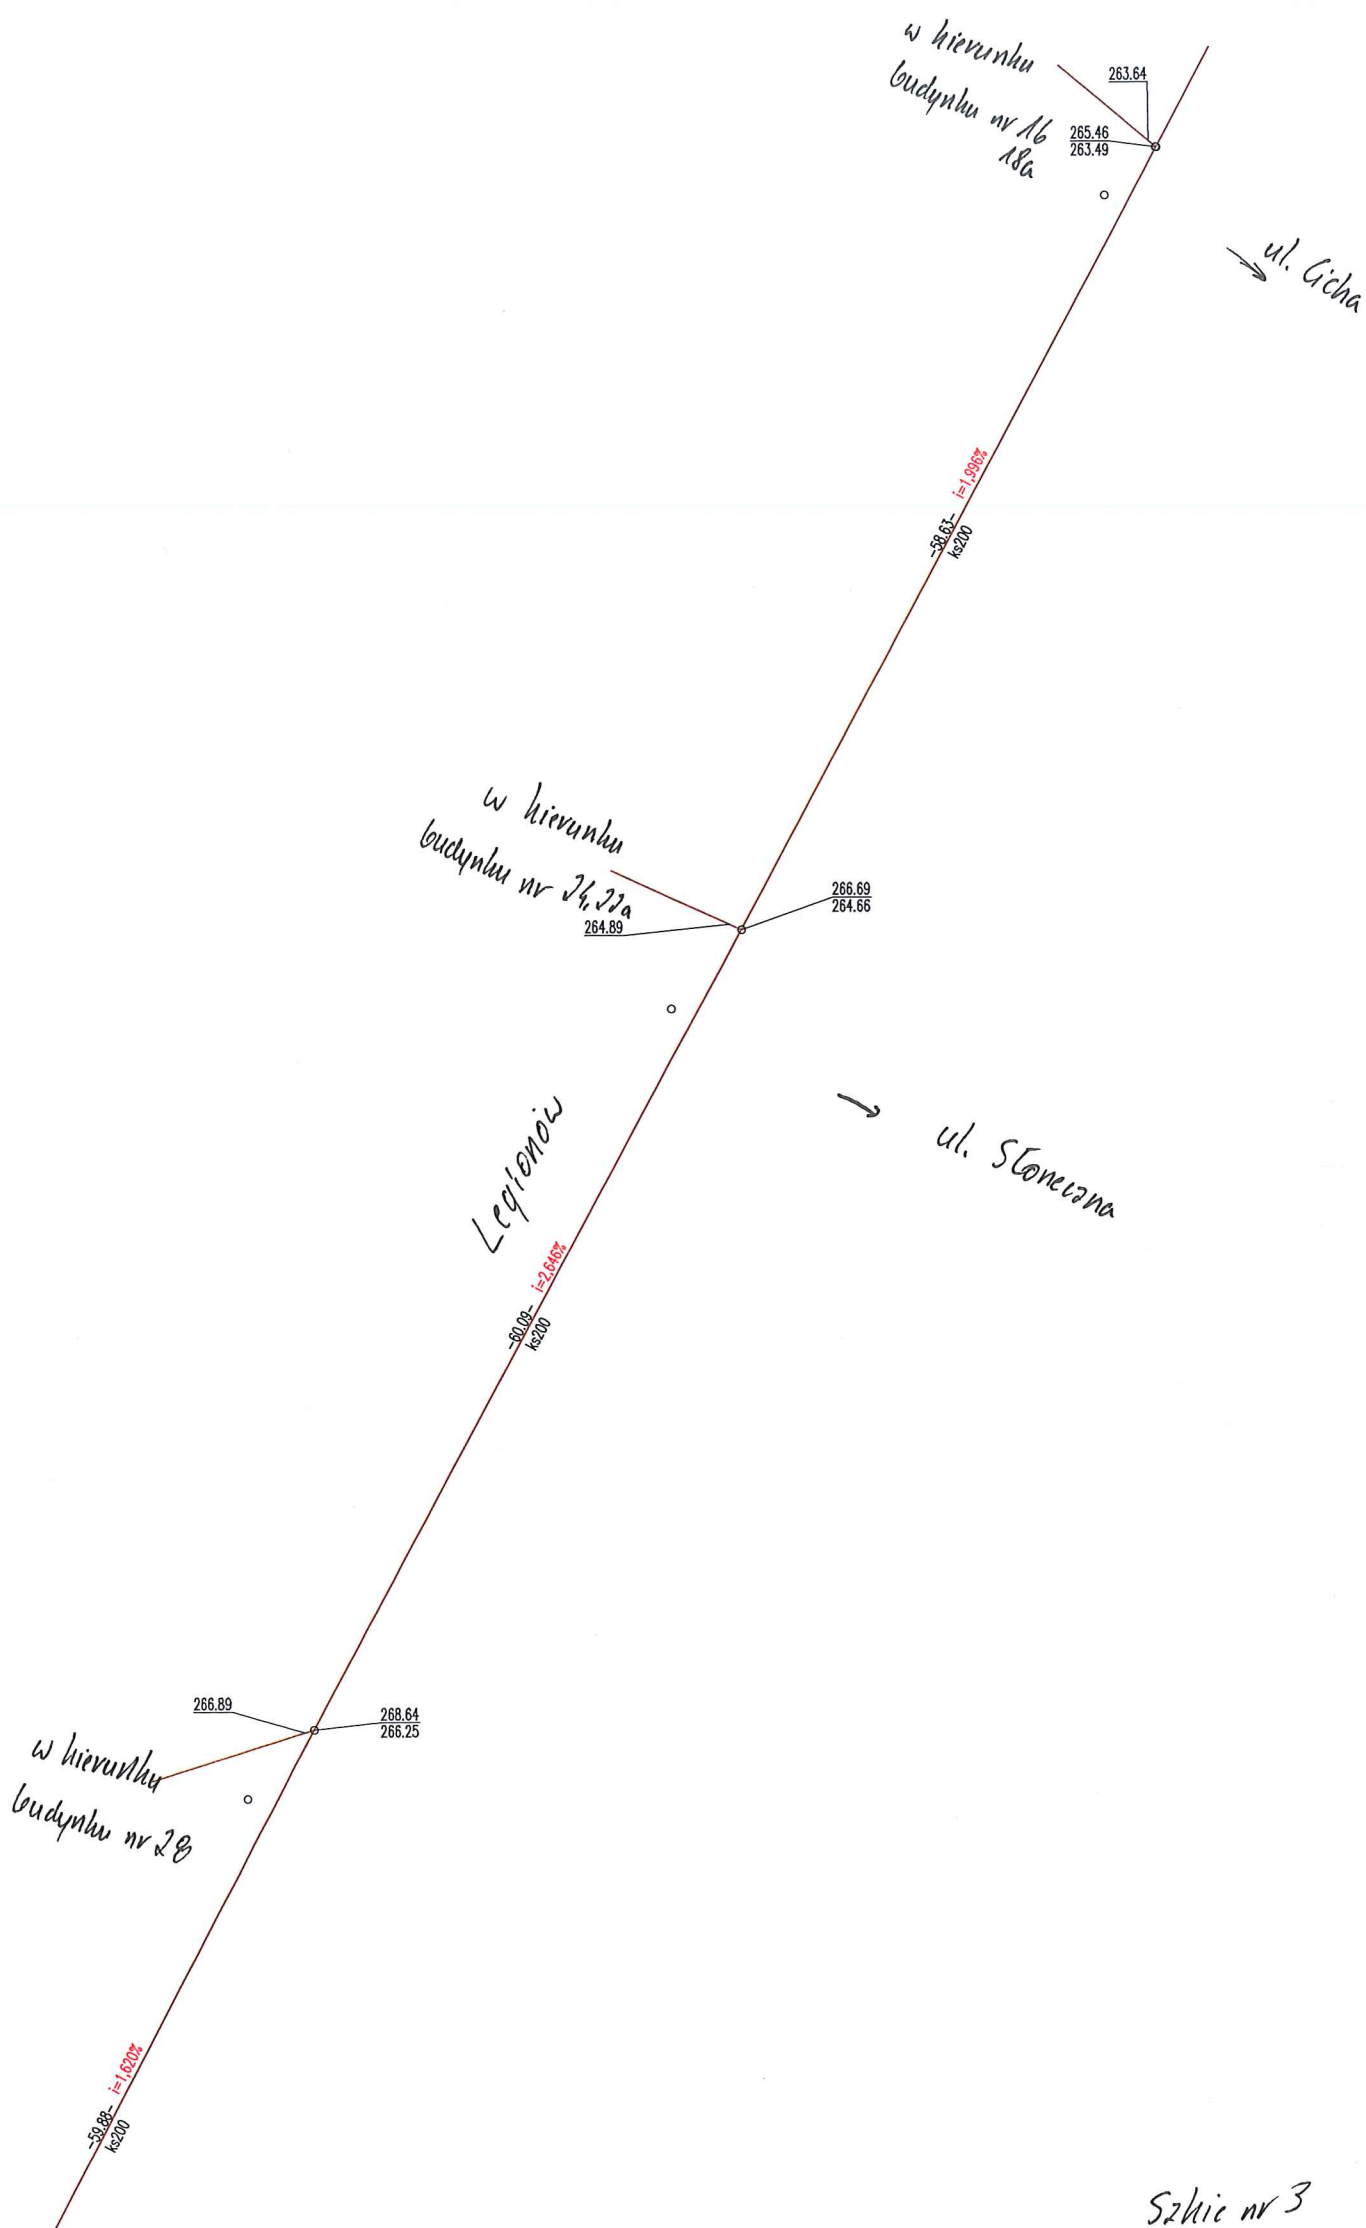 w kierunku
budynku nr 16
18a
263.64
265.46
263.49
ul. Cicha
i=1,996%
-58.63-
ks200
w kierunku
budynku nr 24, 22a
264.89
266.69
264.66
ul. Słoneczna
Legionów
i=2,646%
-60.09-
ks200
266.89
268.64
266.25
w kierunku
budynku nr 28
i=1,620%
-59.88-
ks200
Szkic nr 3